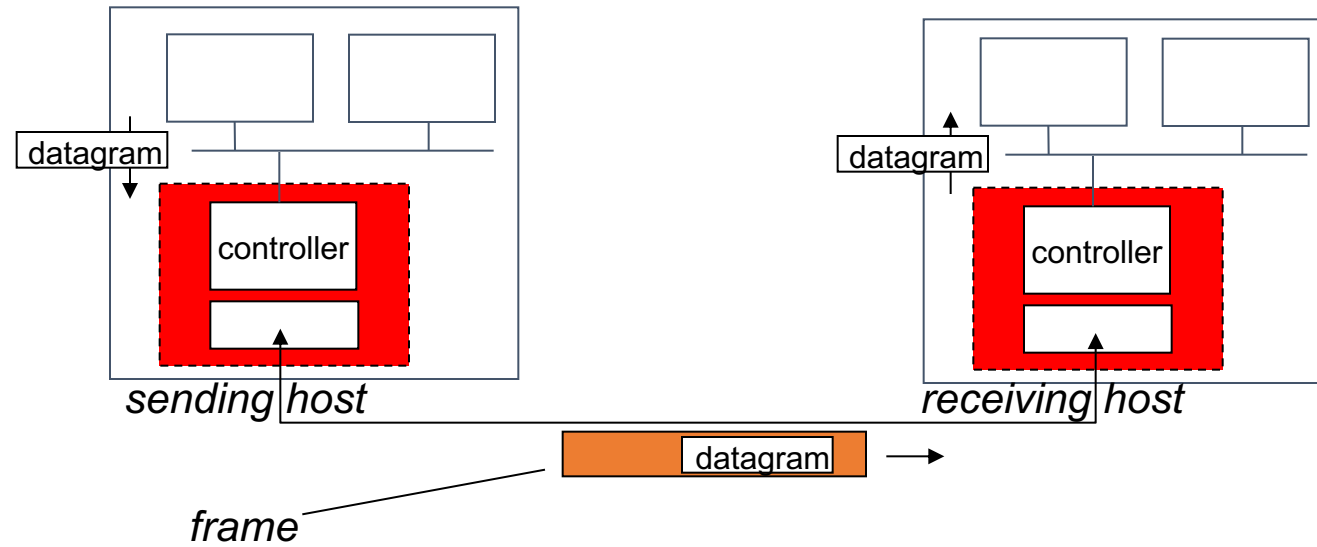 datagram
datagram
controller
controller
sending host
receiving host
datagram
frame